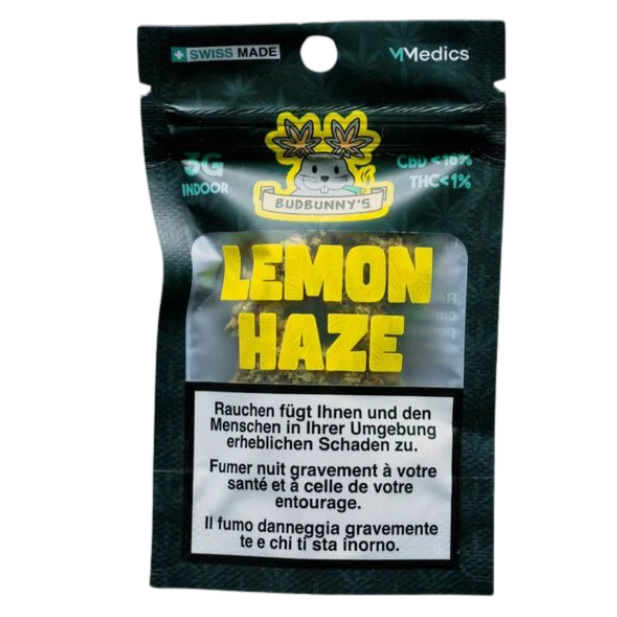 SWISS MADE
Medics
INDOOR
CBD <18%
THC<1%
BUDBUNNY'S
LEMON
HAZE
Rauchen fügt Ihnen und den
Menschen in Ihrer Umgebung
erheblichen Schaden zu.
Fumer nuit gravement à votre
santé et à celle de votre
entourage.
Il fumo danneggia gravemente
te e chi ti sta inorno.